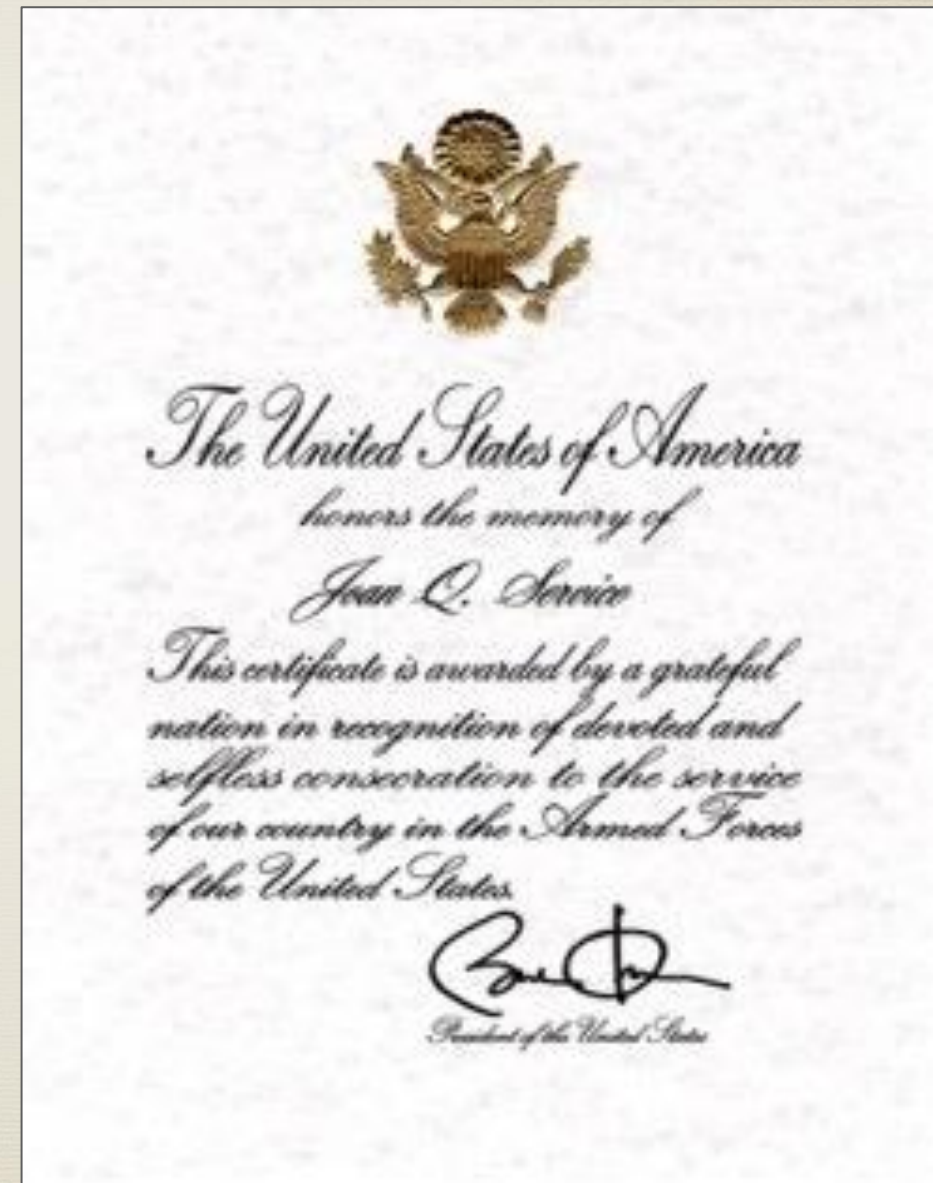 The United States of America
honors the memory of
Joan Q. Service
This certificate is awarded by a grateful
nation in recognition of devoted and
selfless consecration to the service
of our country in the Armed Forces
of the United States.
President of the United States